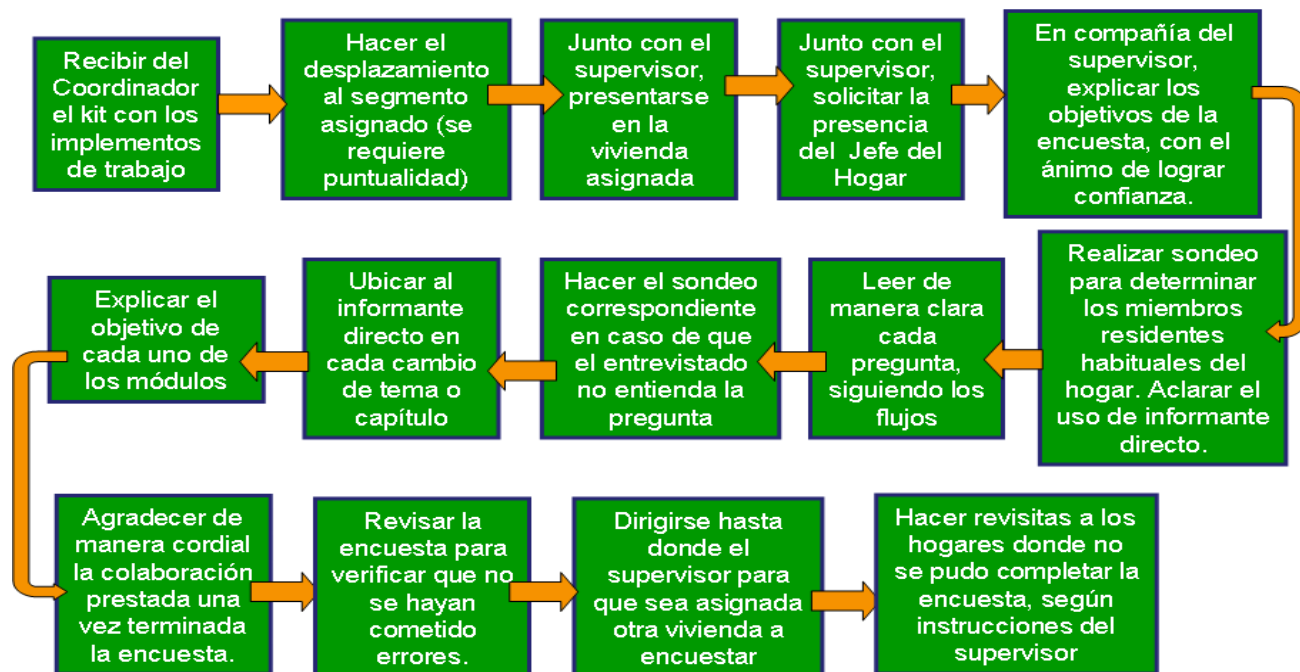 Recibir del
Coordinador
el kit con los
implementos
de trabajo
Hacer el
desplazamiento
al segmento
asignado (se
requiere
puntualidad)
Junto con el
supervisor,
presentarse
en la
vivienda
asignada
Junto con el
supervisor,
solicitar la
presencia
del Jefe del
Hogar
En compañía del
supervisor,
explicar los
objetivos de la
encuesta, con el
ánimo de lograr
confianza.
Realizar sondeo
para determinar
los miembros
residentes
habituales del
hogar. Aclarar el
uso de informante
directo.
Leer de
manera clara
cada
pregunta,
siguiendo los
flujos
Hacer el sondeo
correspondiente
en caso de que
el entrevistado
no entienda la
pregunta
Ubicar al
informante
directo en
cada cambio
de tema o
capítulo
Explicar el
objetivo de
cada uno de
los módulos
Agradecer de
manera cordial
la colaboración
prestada una
vez terminada
la encuesta.
Revisar la
encuesta para
verificar que no
se hayan
cometido
errores.
Dirigirse hasta
donde el
supervisor para
que sea asignada
otra vivienda a
encuestar
Hacer revisitas a los
hogares donde no
se pudo completar la
encuesta, según
instrucciones del
supervisor